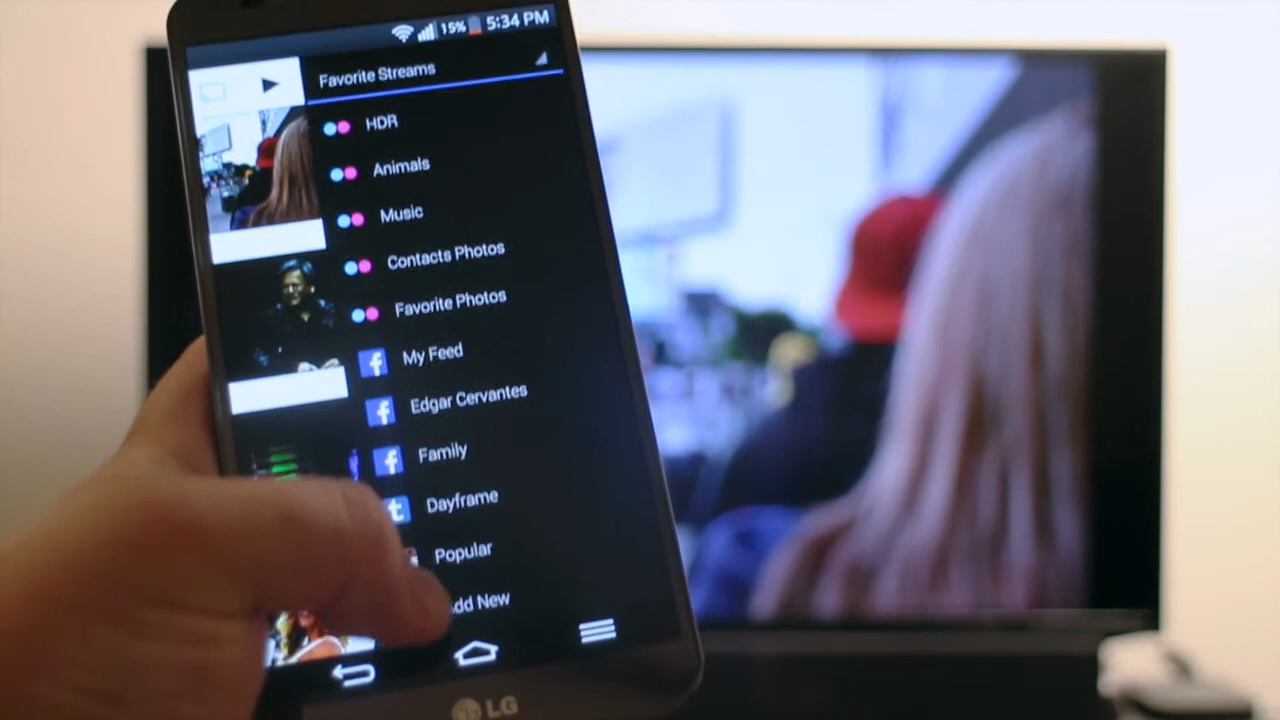 15% 5:34 PM
Favorite Streams
HDR
Animals
Music
Contacts Photos
Favorite Photos
My Feed
Edgar Cervantes
Family
Dayframe
Popular
dd New
LG